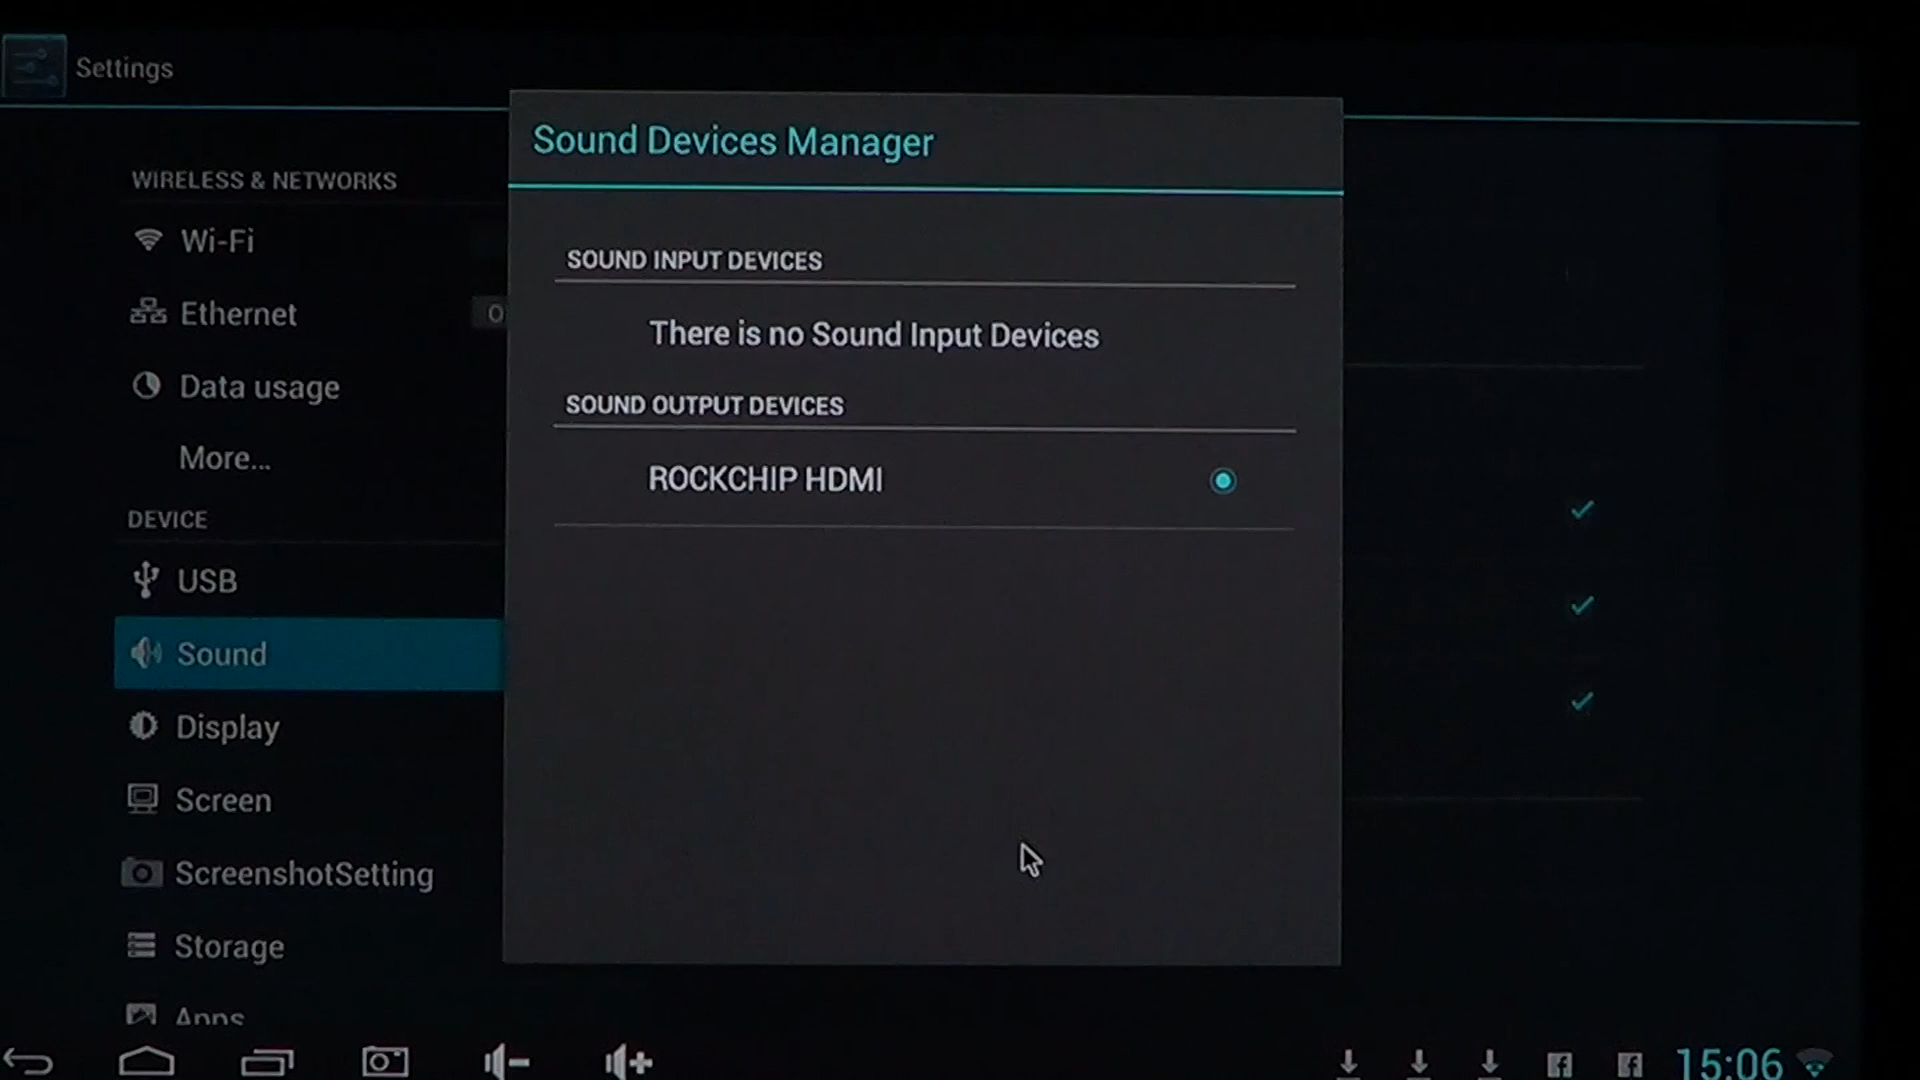 Settings
Sound Devices Manager
WIRELESS & NETWORKS
Wi-Fi
Ethernet
Data usage
More...
DEVICE
USB
Sound
Display
Screen
ScreenshotSetting
Storage
Apps
SOUND INPUT DEVICES
There is no Sound Input Devices
SOUND OUTPUT DEVICES
ROCKCHIP HDMI
15:06